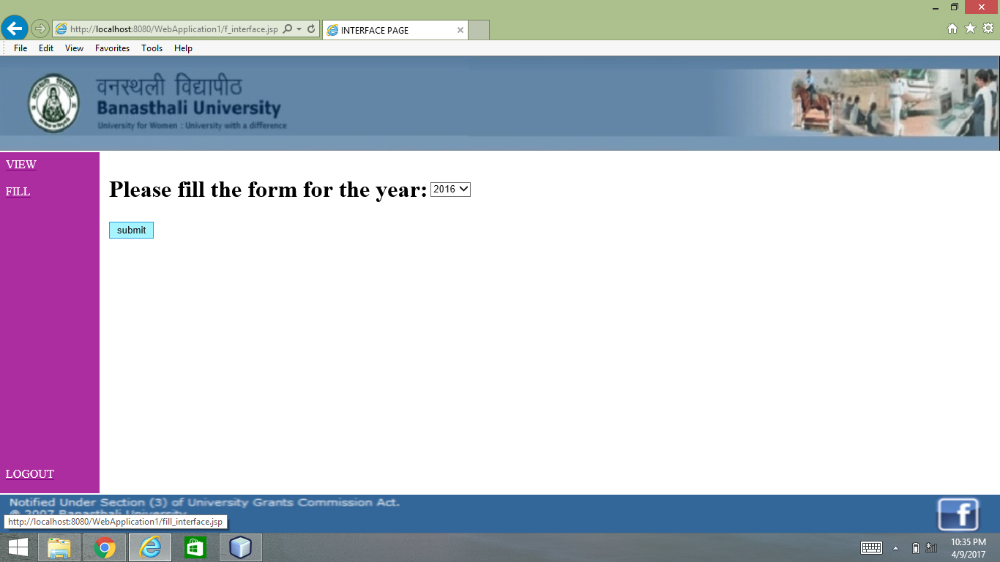 http://localhost:8080/WebApplication1/f_interface.jsp
INTERFACE PAGE
File Edit View Favorites Tools Help
वनस्थली विद्यापीठ
Banasthali University
University for Women : University with a difference
VIEW
FILL
Please fill the form for the year: 2016
submit
LOGOUT
Notified Under Section (3) of University Grants Commission Act.
© 2007 Banasthali University
http://localhost:8080/WebApplication1/fill_interface.jsp
f
10:35 PM
4/9/2017